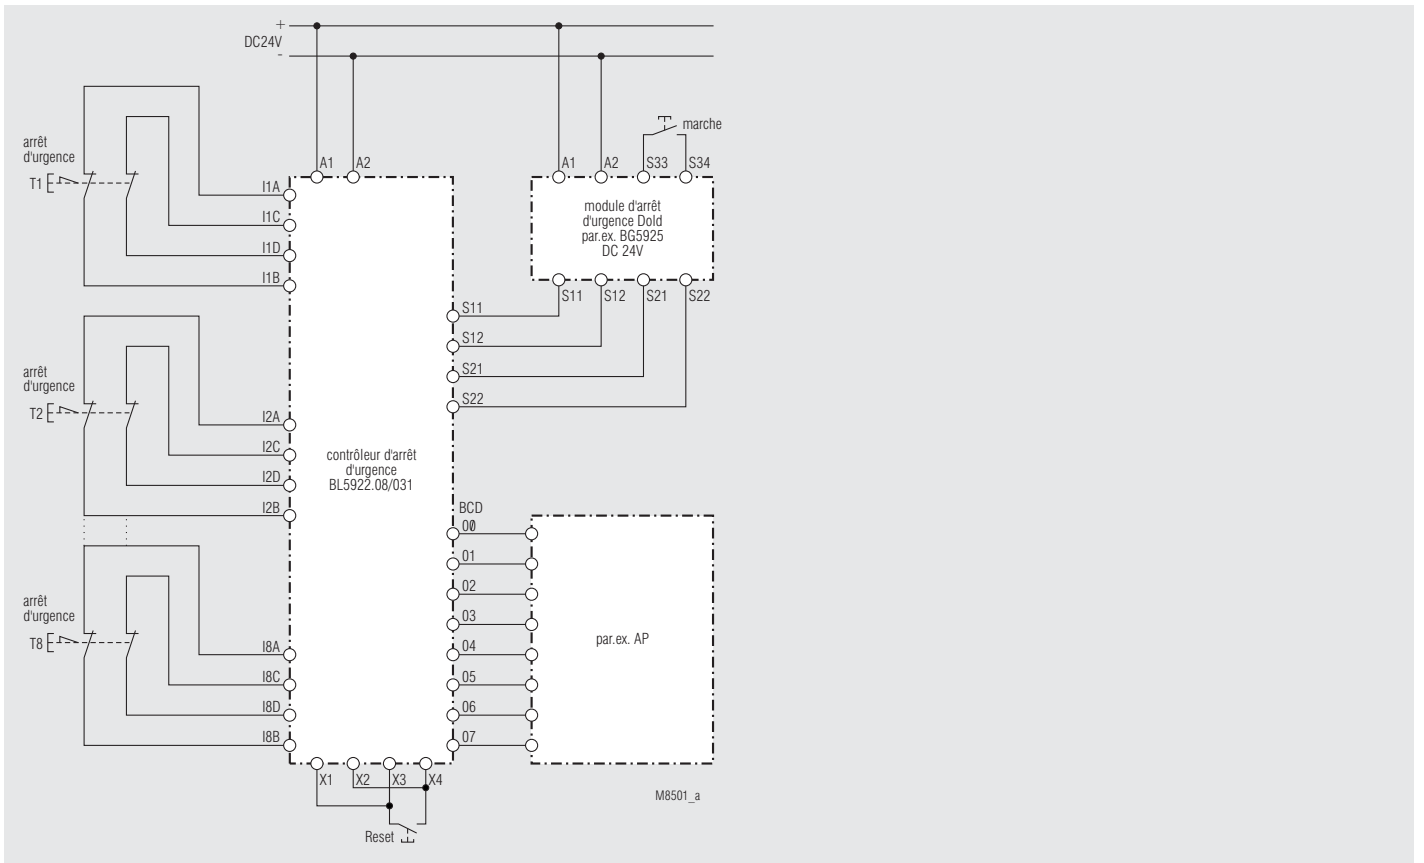 +
DC24V
-
marche
arrêt
d'urgence
T1
A1 A2
A1 A2 S33 S34
I1A
I1C
I1D
I1B
module d'arrêt
d'urgence Dold
par.ex. BG5925
DC 24V
S11 S12 S21 S22
S11
S12
S21
S22
arrêt
d'urgence
T2
I2A
I2C
I2D
I2B
contrôleur d'arrêt
d'urgence
BL5922.08/031
BCD
00
01
02
03
04
05
06
07
par.ex. AP
arrêt
d'urgence
T8
I8A
I8C
I8D
I8B
X1 X2 X3 X4
Reset
M8501_a